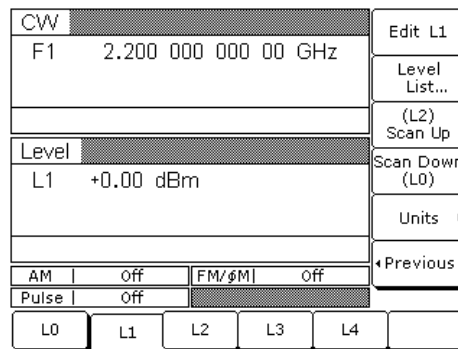 CW
F1 2.200 000 000 00 GHz
Level
L1 +0.00 dBm
AM Off FM/ɸM Off
Pulse Off
L0 L1 L2 L3 L4
Edit L1
Level
List...
(L2)
Scan Up
Scan Down
(L0)
Units
Previous